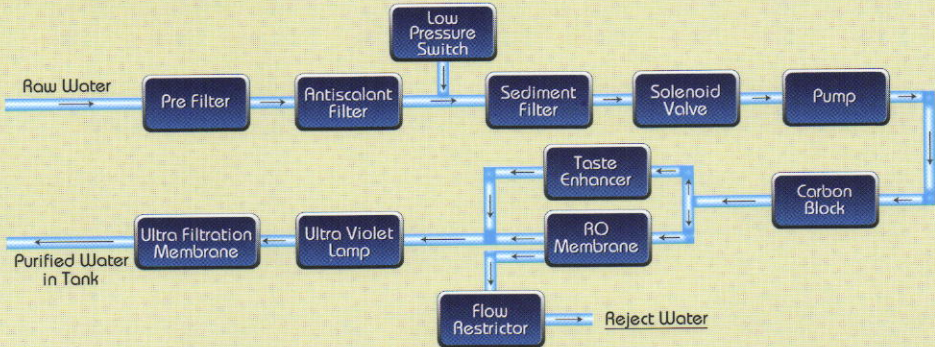 Low
Pressure
Switch
Raw Water
Pre Filter
Antiscalant
Filter
Sediment
Filter
Solenoid
Valve
Pump
Taste
Enhancer
Carbon
Block
RO
Membrane
Ultra Violet
Lamp
Ultra Filtration
Membrane
Purified Water
in Tank
Flow
Restrictor
Reject Water